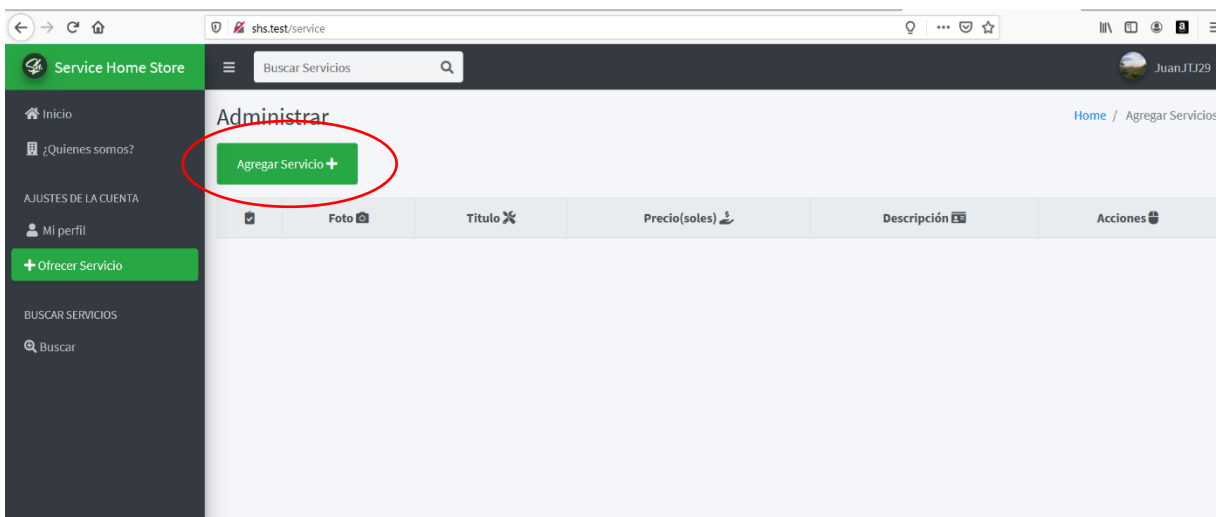 shs.test/service
Service Home Store
Buscar Servicios
JuanJTJ29
Inicio
¿Quienes somos?
AJUSTES DE LA CUENTA
Mi perfil
Ofrecer Servicio
BUSCAR SERVICIOS
Buscar
Administrar
Home / Agregar Servicios
Agregar Servicio
Foto Titulo Precio(soles) Descripción Acciones